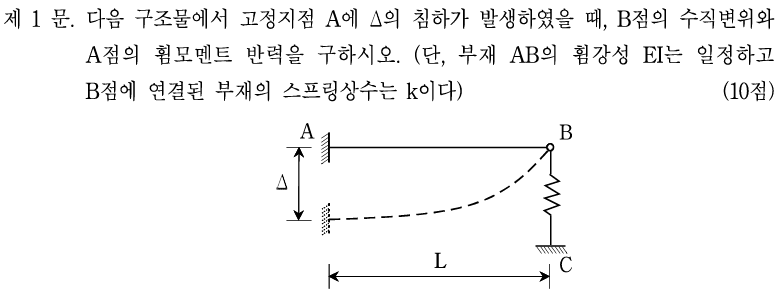 제 1 문. 다음 구조물에서 고정지점 A에 Δ의 침하가 발생하였을 때, B점의 수직변위와
A점의 휨모멘트 반력을 구하시오. (단, 부재 AB의 휨강성 EI는 일정하고
B점에 연결된 부재의 스프링상수는 k이다) (10점)
A
B
Δ
L
C